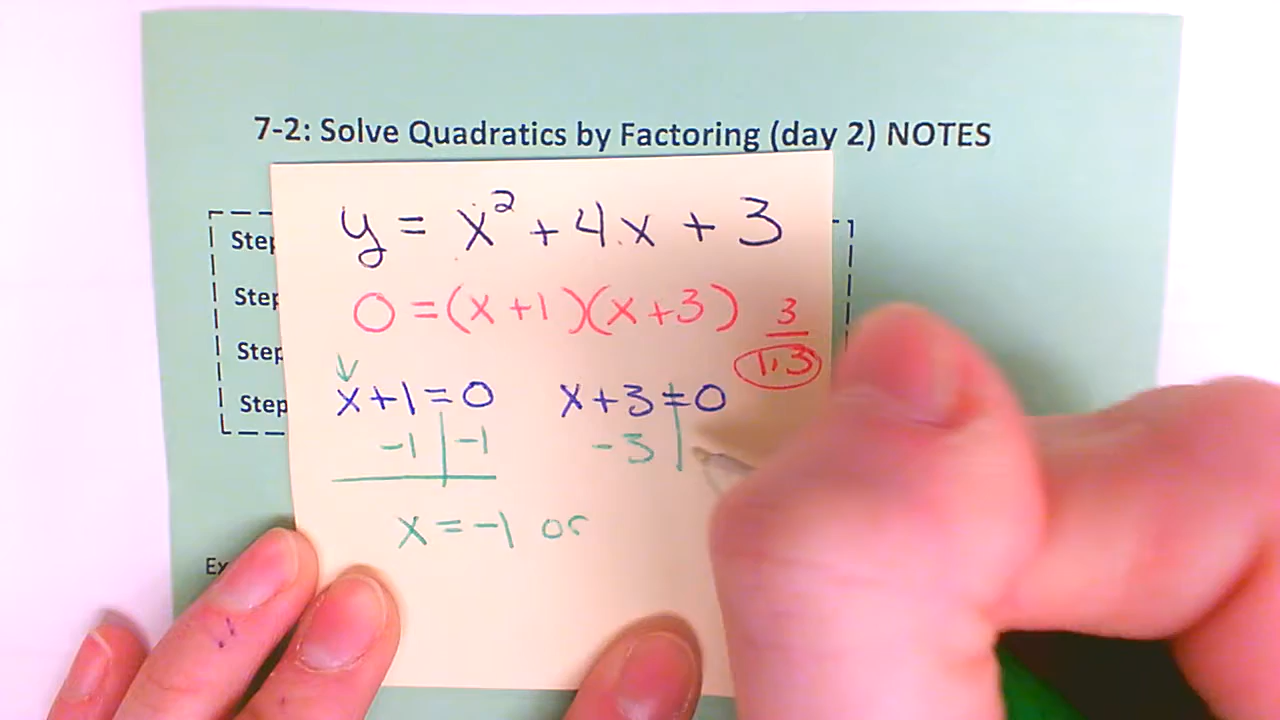 7-2: Solve Quadratics by Factoring (day 2) NOTES
y = x² + 4x + 3
Step
0 = (x + 1)(x + 3)
3
Step
1, 3
Step
x + 1 = 0 x + 3 = 0
Step
-1 | -1 -3 |
x = -1 or
Ex